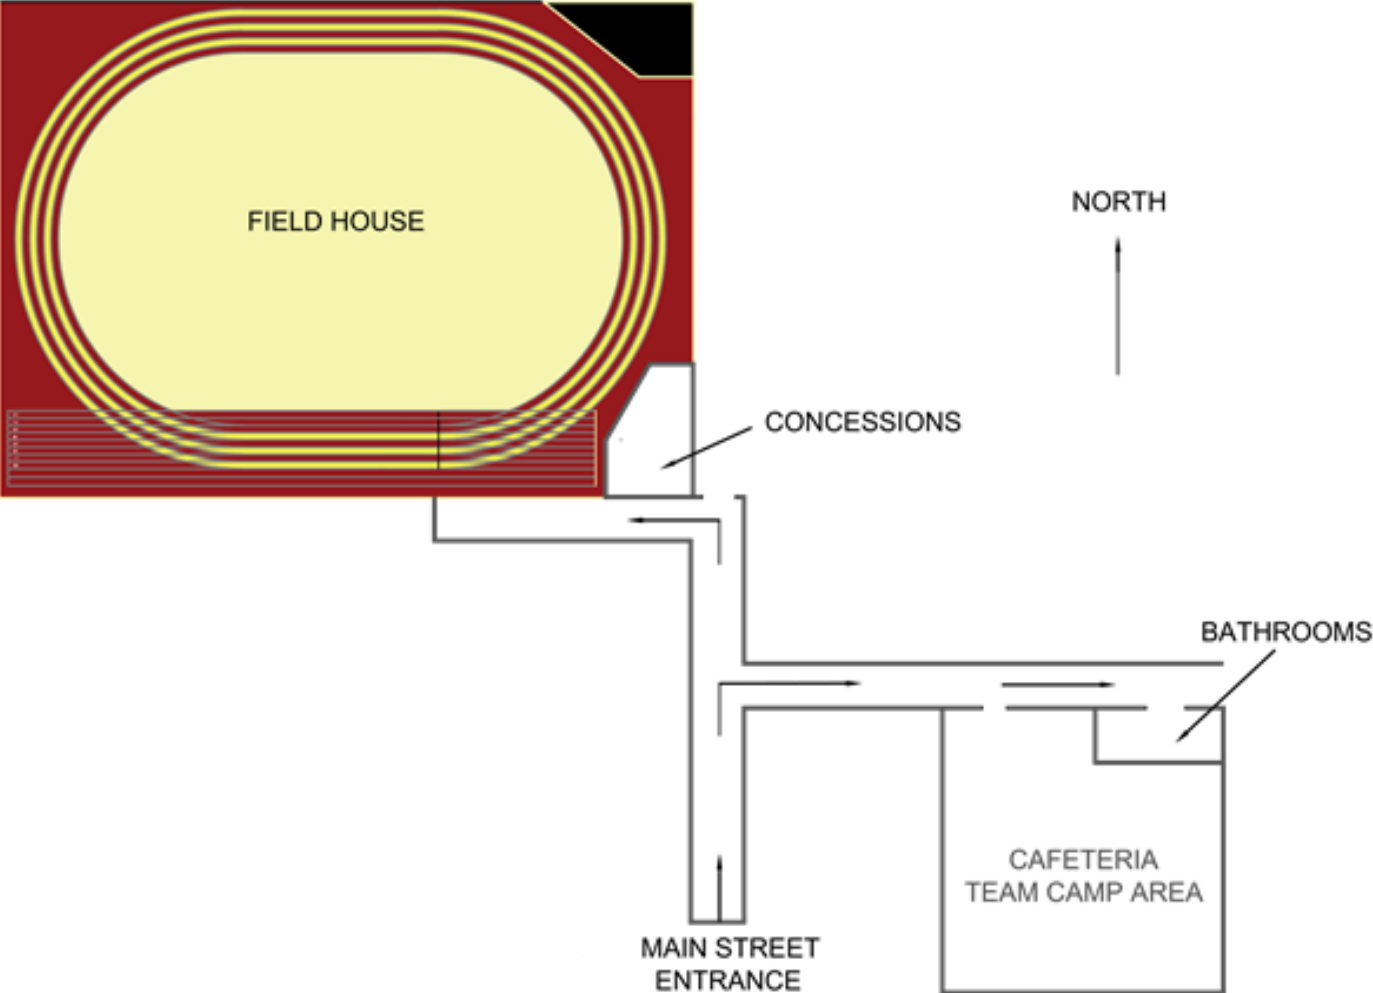 FIELD HOUSE
NORTH
CONCESSIONS
BATHROOMS
CAFETERIA
TEAM CAMP AREA
MAIN STREET
ENTRANCE